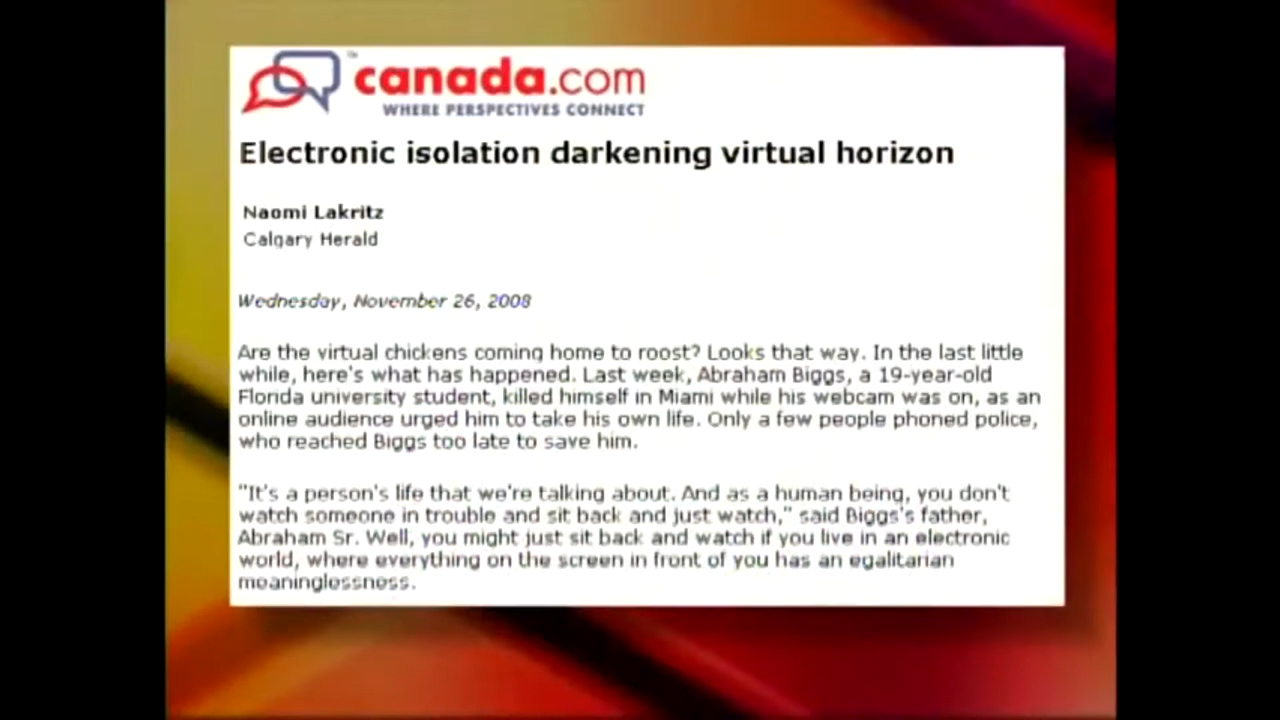 canada.com
WHERE PERSPECTIVES CONNECT
Electronic isolation darkening virtual horizon
Naomi Lakritz
Calgary Herald
Wednesday, November 26, 2008
Are the virtual chickens coming home to roost? Looks that way. In the last little
while, here's what has happened. Last week, Abraham Biggs, a 19-year-old
Florida university student, killed himself in Miami while his webcam was on, as an
online audience urged him to take his own life. Only a few people phoned police,
who reached Biggs too late to save him.
"It's a person's life that we're talking about. And as a human being, you don't
watch someone in trouble and sit back and just watch," said Biggs's father,
Abraham Sr. Well, you might just sit back and watch if you live in an electronic
world, where everything on the screen in front of you has an egalitarian
meaninglessness.